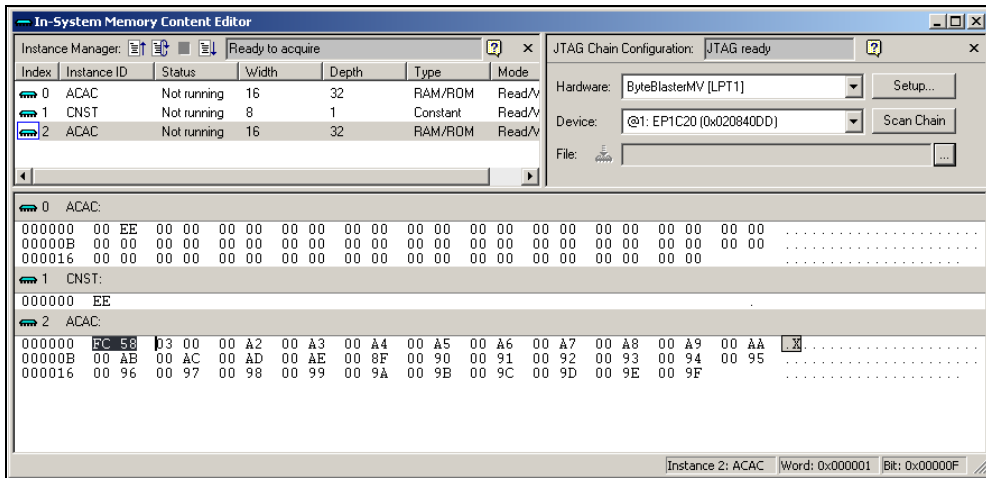 In-System Memory Content Editor
Instance Manager: Ready to acquire
JTAG Chain Configuration: JTAG ready
Index Instance ID Status Width Depth Type Mode
0 ACAC Not running 16 32 RAM/ROM Read/W
1 CNST Not running 8 1 Constant Read/W
2 ACAC Not running 16 32 RAM/ROM Read/W
Hardware: ByteBlasterMV [LPT1] Setup...
Device: @1: EP1C20 (0x020840DD) Scan Chain
File: ...
0 ACAC:
000000 00 EE 00 00 00 00 00 00 00 00 00 00 00 00 00 00 00 00 00 00 00 00 ......................
00000B 00 00 00 00 00 00 00 00 00 00 00 00 00 00 00 00 00 00 00 00 00 00 ......................
000016 00 00 00 00 00 00 00 00 00 00 00 00 00 00 00 00 00 00 00 00 ....................
1 CNST:
000000 EE .
2 ACAC:
000000 FC 58 03 00 00 A2 00 A3 00 A4 00 A5 00 A6 00 A7 00 A8 00 A9 00 AA .X....................
00000B 00 AB 00 AC 00 AD 00 AE 00 8F 00 90 00 91 00 92 00 93 00 94 00 95 ......................
000016 00 96 00 97 00 98 00 99 00 9A 00 9B 00 9C 00 9D 00 9E 00 9F ....................
Instance 2: ACAC Word: 0x000001 Bit: 0x00000F